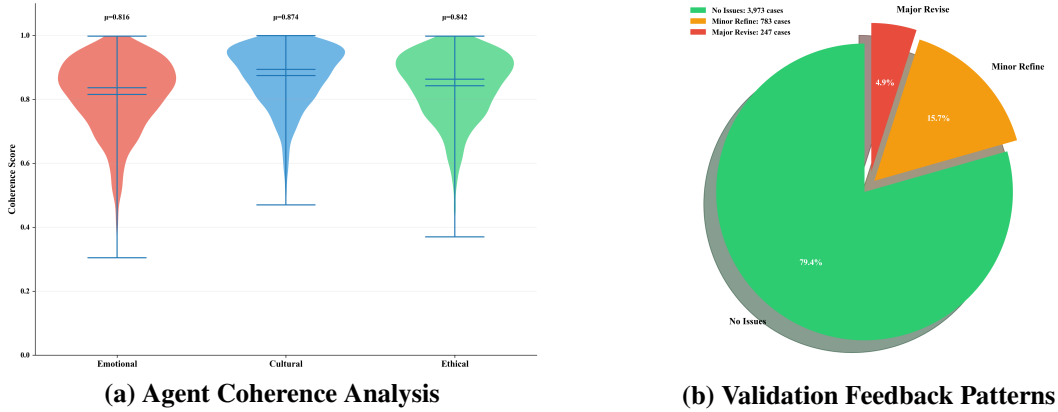 μ=0.816
μ=0.874
μ=0.842
1.0
0.8
0.6
0.4
0.2
0.0
Coherence Score
Emotional
Cultural
Ethical
(a) Agent Coherence Analysis
No Issues: 3,973 cases
Minor Refine: 783 cases
Major Revise: 247 cases
Major Revise
Minor Refine
4.9%
15.7%
79.4%
No Issues
(b) Validation Feedback Patterns